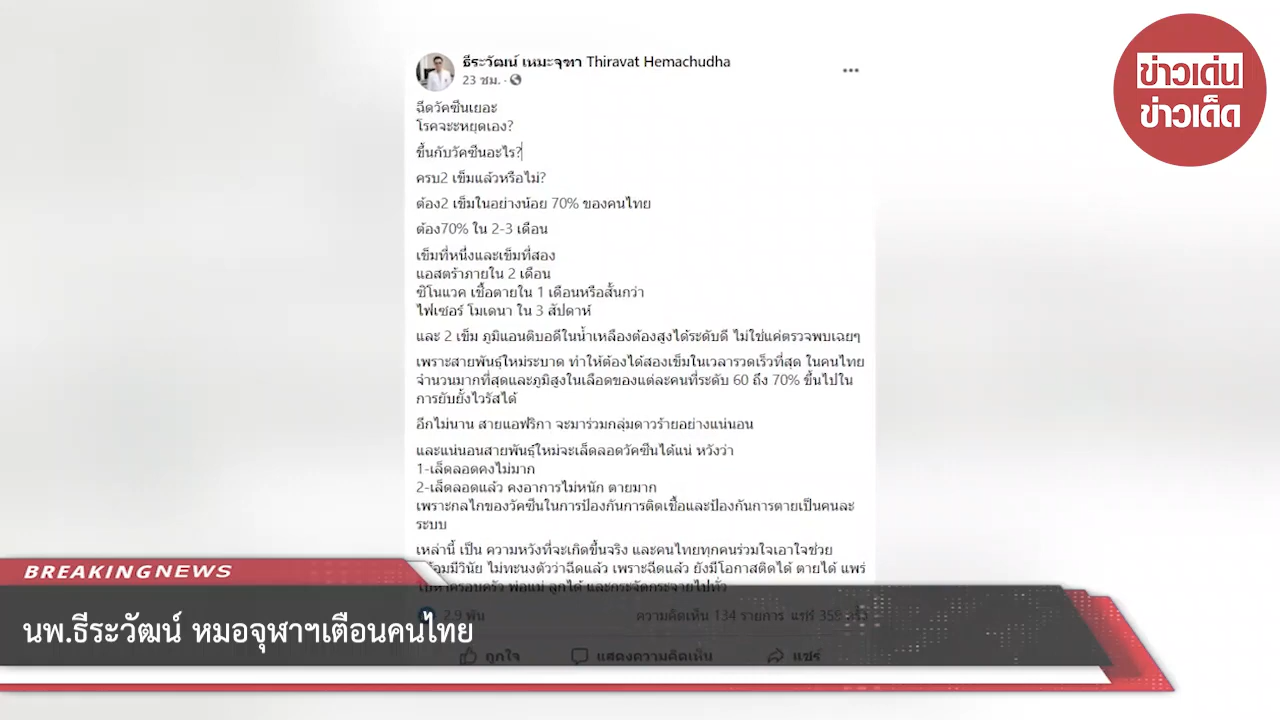 ข่าวเด่น
ข่าวเด็ด
ธีระวัฒน์ เหมะจุฑา Thiravat Hemachudha
23 ชม.
ฉีดวัคซีนเยอะ
โรคจะะหยุดเอง?
ขึ้นกับวัคซีนอะไร?
ครบ2 เข็มแล้วหรือไม่?
ต้อง2 เข็มในอย่างน้อย 70% ของคนไทย
ต้อง70% ใน 2-3 เดือน
เข็มที่หนึ่งและเข็มที่สอง
แอสตร้าภายใน 2 เดือน
ซิโนแวค เชื้อตายใน 1 เดือนหรือสั้นกว่า
ไฟเซอร์ โมเดนา ใน 3 สัปดาห์
และ 2 เข็ม ภูมิแอนติบอดีในน้ำเหลืองต้องสูงได้ระดับดี ไม่ใช่แค่ตรวจพบเฉยๆ
เพราะสายพันธุ์ใหม่ระบาด ทำให้ต้องได้สองเข็มในเวลารวดเร็วที่สุด ในคนไทย
จำนวนมากที่สุดและภูมิสูงในเลือดของแต่ละคนที่ระดับ 60 ถึง 70% ขึ้นไปใน
การยับยั้งไวรัสได้
อีกไม่นาน สายแอฟริกา จะมาร่วมกลุ่มดาวร้ายอย่างแน่นอน
และแน่นอนสายพันธุ์ใหม่จะเล็ดลอดวัคซีนได้แน่ หวังว่า
1-เล็ดลอดคงไม่มาก
2-เล็ดลอดแล้ว คงอาการไม่หนัก ตายมาก
เพราะกลไกของวัคซีนในการป้องกันการติดเชื้อและป้องกันการตายเป็นคนละ
ระบบ
เหล่านี้ เป็น ความหวังที่จะเกิดขึ้นจริง และคนไทยทุกคนร่วมใจเอาใจช่วย
มีวินัย ไม่ทะนงตัวว่าฉีดแล้ว เพราะฉีดแล้ว ยังมีโอกาสติดได้ ตายได้ แพร่
พ่อแม่ ลูกได้ และกระจัดกระจายไปทั่ว
2.9 พัน ความคิดเห็น 134 รายการ แชร์ 355 ครั้ง
ถูกใจ แสดงความคิดเห็น แชร์
BREAKINGNEWS
นพ.ธีระวัฒน์ หมอจุฬาฯเตือนคนไทย